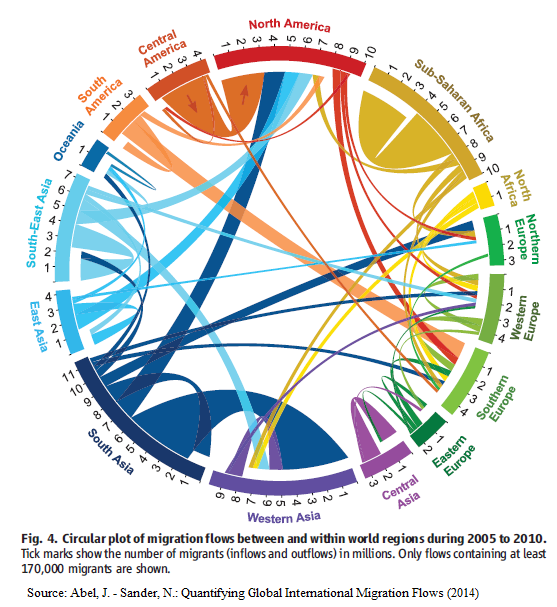 North America
1 2 3 4 5 6 7 8 9 10
Sub-Saharan Africa
1 2 3 4 5 6 7 8 9 10
North
Africa
1
Northern
Europe
1 2 3
Western
Europe
1 2 3 4
Southern
Europe
1 2 3 4
Eastern
Europe
1 2
Central
Asia
1 2 3
Western Asia
1 2 3 4 5 6 7 8 9
South Asia
1 2 3 4 5 6 7 8 9 10 11
East Asia
1 2 3 4
South-East Asia
1 2 3 4 5 6 7
Oceania
1
South
America
1 2 3
Central
America
1 2 3 4
Fig. 4. Circular plot of migration flows between and within world regions during 2005 to 2010.
Tick marks show the number of migrants (inflows and outflows) in millions. Only flows containing at least
170,000 migrants are shown.
Source: Abel, J. - Sander, N.: Quantifying Global International Migration Flows (2014)